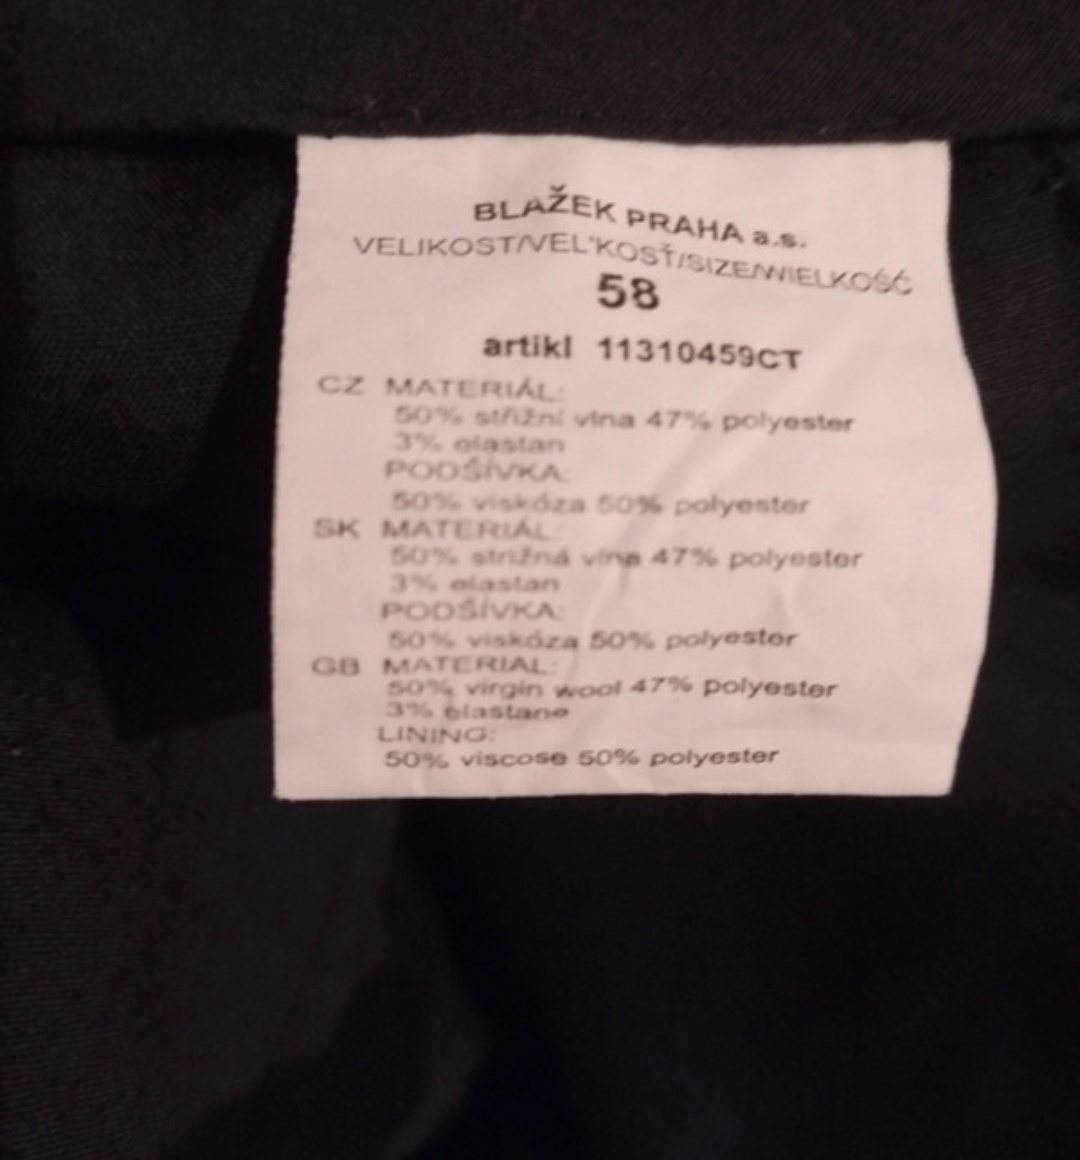 BLAŽEK PRAHA a.s.
VELIKOST/VEĽKOSŤ/SIZE/WIELKOŚĆ
58
artikl 11310459CT
CZ MATERIÁL:
50% střižní vlna 47% polyester
3% elastan
PODŠÍVKA:
50% viskóza 50% polyester
SK MATERIÁL:
50% strižná vlna 47% polyester
3% elastan
PODŠÍVKA:
50% viskóza 50% polyester
GB MATERIAL:
50% virgin wool 47% polyester
3% elastane
LINING:
50% viscose 50% polyester